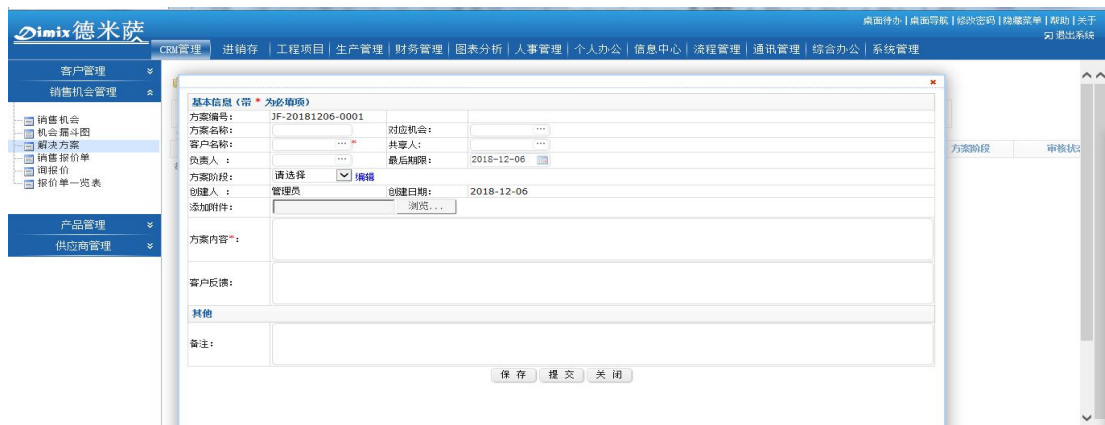 桌面待办 | 桌面导航 | 修改密码 | 隐藏菜单 | 帮助 | 关于
Dimix德米萨
退出系统
CRM管理 | 进销存 | 工程项目 | 生产管理 | 财务管理 | 图表分析 | 人事管理 | 个人办公 | 信息中心 | 流程管理 | 通讯管理 | 综合办公 | 系统管理
客户管理
销售机会管理
销售机会
机会漏斗图
解决方案
销售报价单
询报价
报价单一览表
产品管理
供应商管理
基本信息（带 * 为必填项）
方案编号： JF-20181206-0001
方案名称： 对应机会： ...
客户名称： ... * 共享人： ...
负责人 ： ... 最后期限： 2018-12-06
方案阶段： 请选择 编辑
创建人 ： 管理员 创建日期： 2018-12-06
添加附件： 浏览...
方案内容*：
客户反馈：
其他
备注：
保 存 提 交 关 闭
方案阶段 审核状